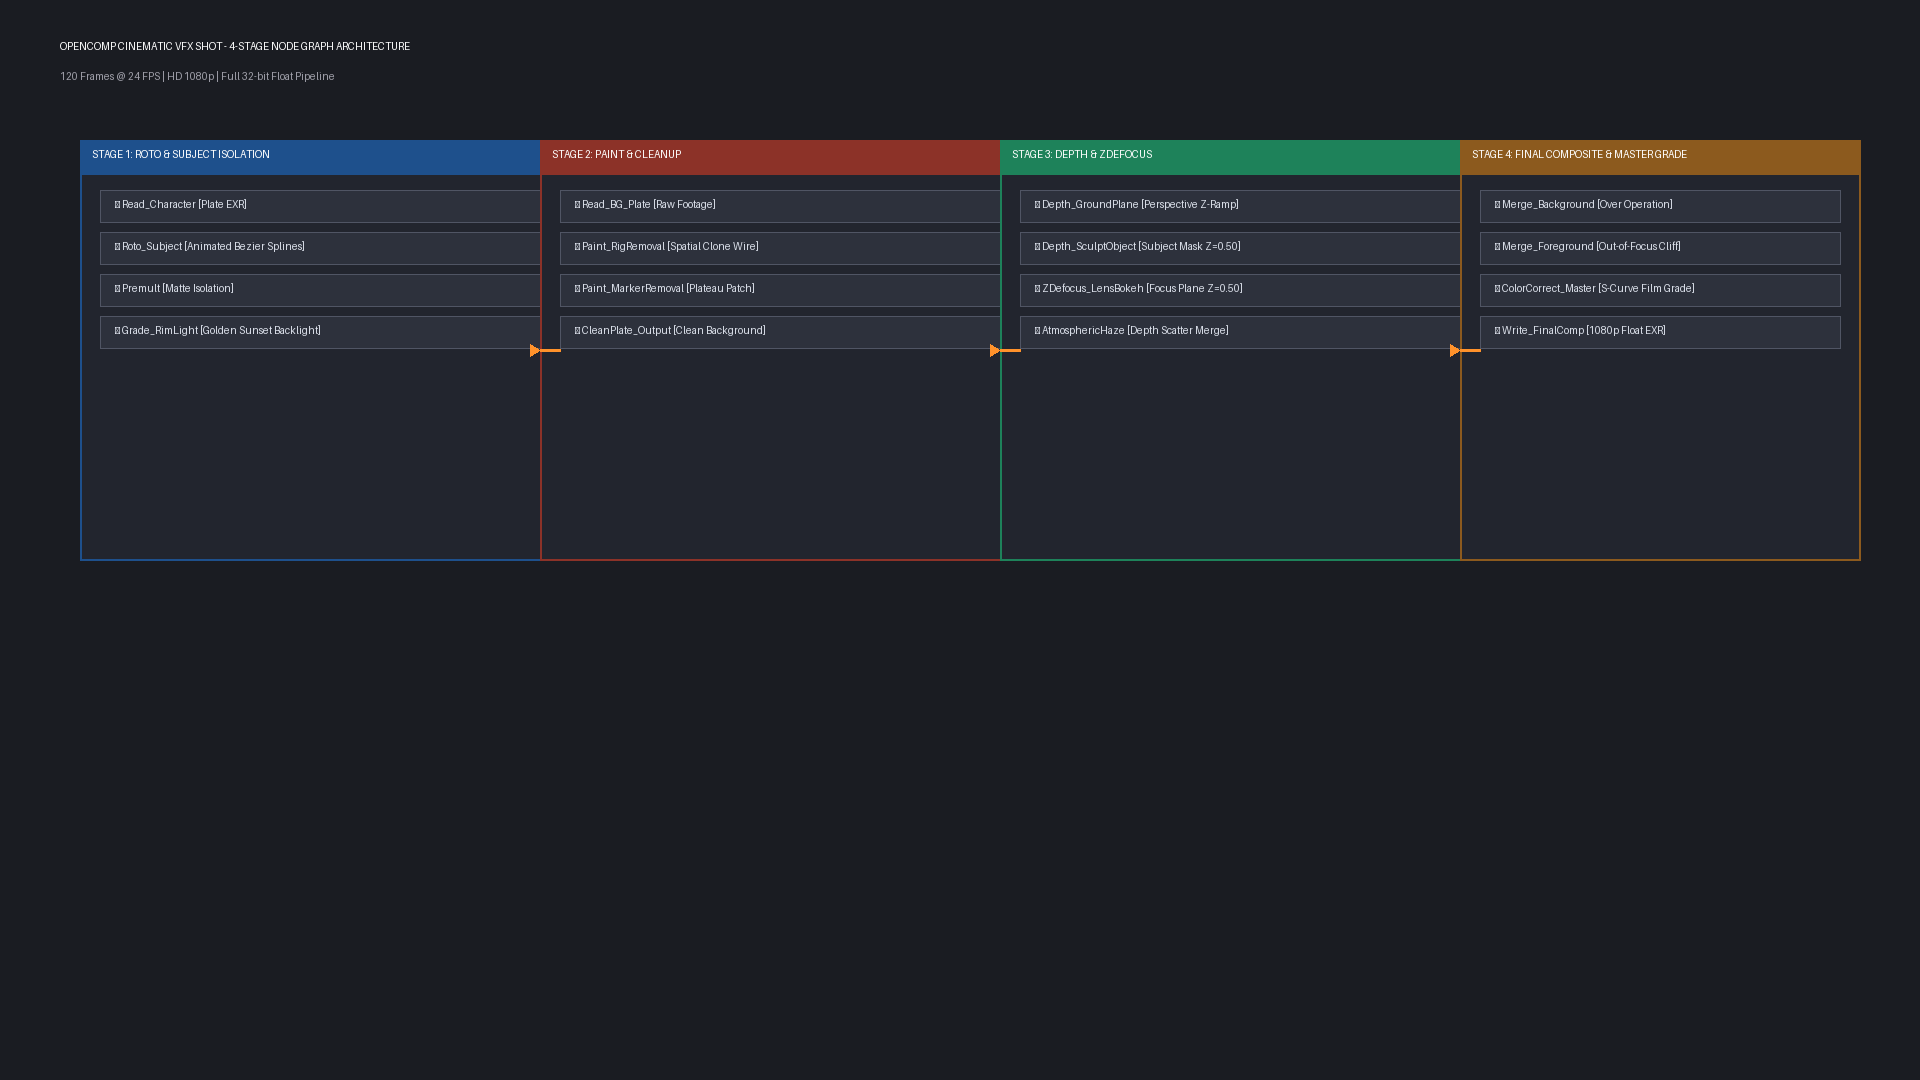 OPENCOMP CINEMATIC VFX SHOT - 4-STAGE NODE GRAPH ARCHITECTURE
120 Frames @ 24 FPS | HD 1080p | Full 32-bit Float Pipeline
STAGE 1: ROTO & SUBJECT ISOLATION
Read_Character [Plate EXR]
Roto_Subject [Animated Bezier Splines]
Premult [Matte Isolation]
Grade_RimLight [Golden Sunset Backlight]
STAGE 2: PAINT & CLEANUP
Read_BG_Plate [Raw Footage]
Paint_RigRemoval [Spatial Clone Wire]
Paint_MarkerRemoval [Plateau Patch]
CleanPlate_Output [Clean Background]
STAGE 3: DEPTH & ZDEFOCUS
Depth_GroundPlane [Perspective Z-Ramp]
Depth_SculptObject [Subject Mask Z=0.50]
ZDefocus_LensBokeh [Focus Plane Z=0.50]
AtmosphericHaze [Depth Scatter Merge]
STAGE 4: FINAL COMPOSITE & MASTER GRADE
Merge_Background [Over Operation]
Merge_Foreground [Out-of-Focus Cliff]
ColorCorrect_Master [S-Curve Film Grade]
Write_FinalComp [1080p Float EXR]